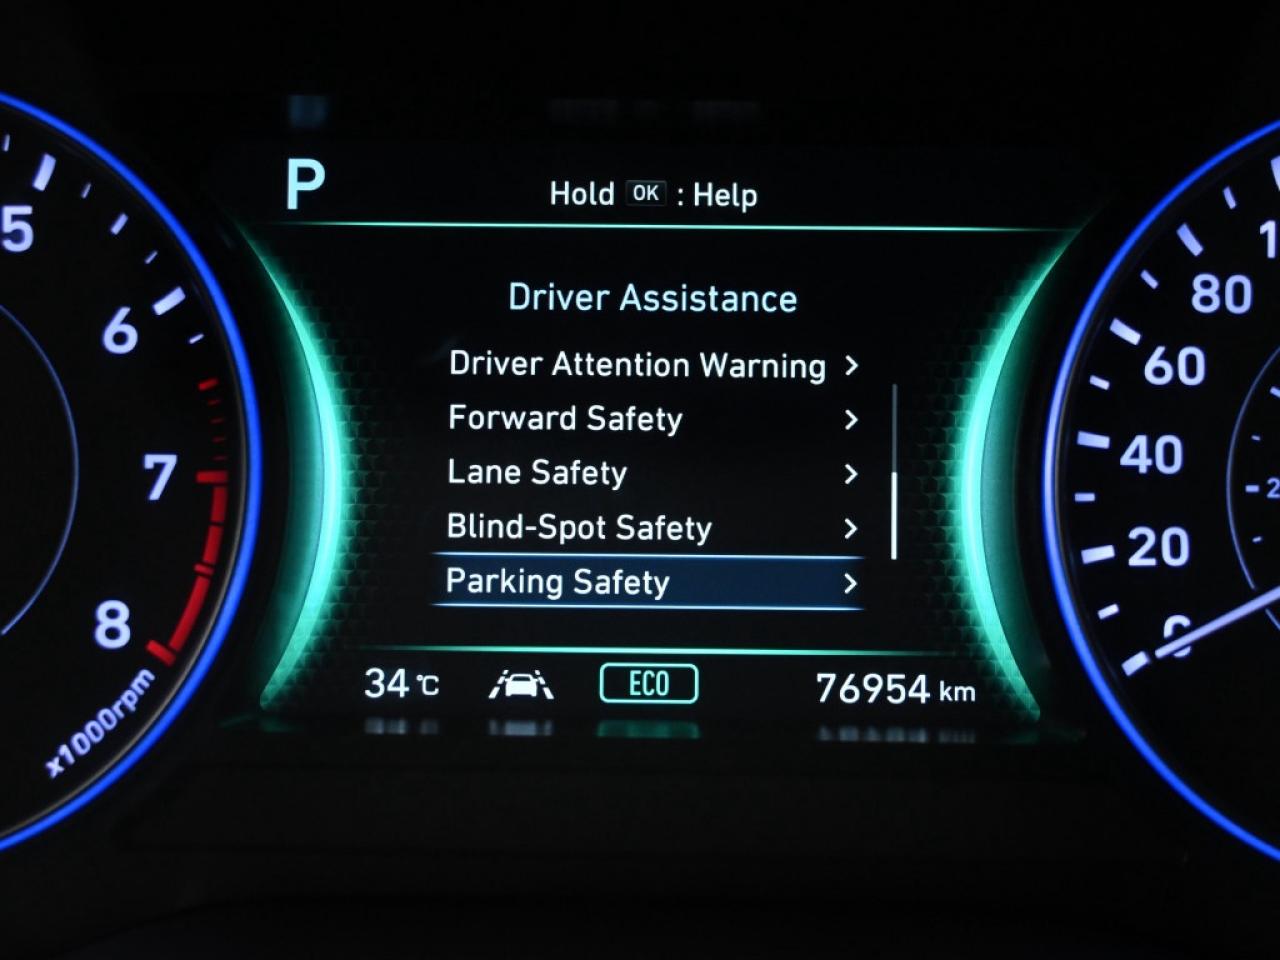 P
Hold OK : Help
Driver Assistance
Driver Attention Warning >
Forward Safety >
Lane Safety >
Blind-Spot Safety >
Parking Safety >
34°C
ECO
76954 km
5
6
7
8
x1000rpm
80
60
40
20
0